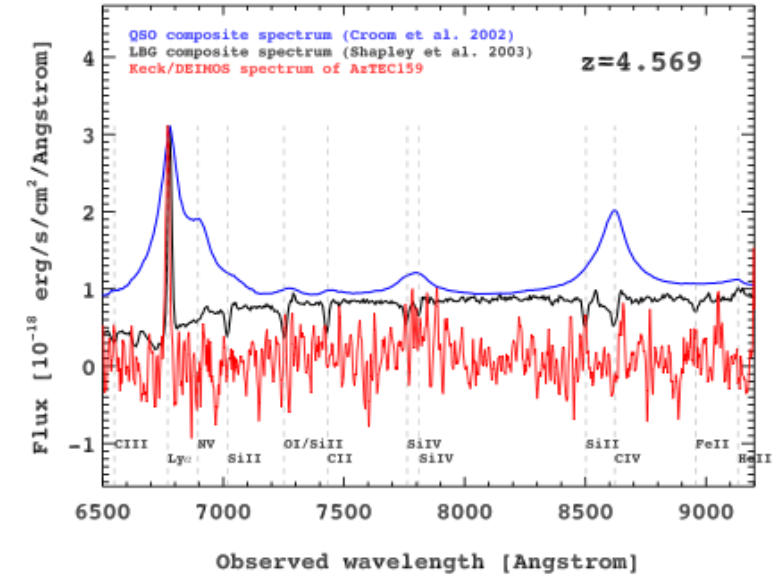 QSO composite spectrum (Croom et al. 2002)
LBG composite spectrum (Shapley et al. 2003)
Keck/DEIMOS spectrum of AzTEC159
z=4.569
Flux [10⁻¹⁸ erg/s/cm²/Angstrom]
4
3
2
1
0
-1
CIII
Lyα
NV
SiII
OI/SiII
CII
SiIV
SiIV
SiII
CIV
FeII
HeII
6500 7000 7500 8000 8500 9000
Observed wavelength [Angstrom]